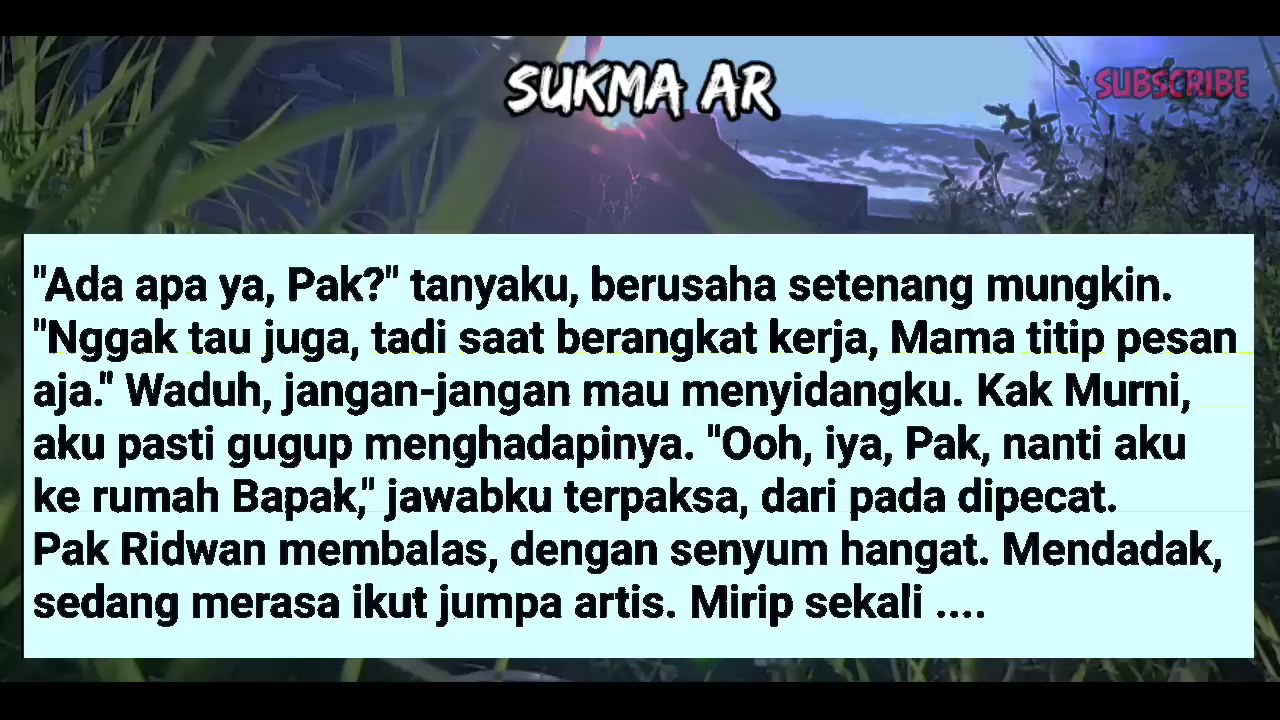 SUKMA AR
SUBSCRIBE
"Ada apa ya, Pak?" tanyaku, berusaha setenang mungkin.
"Nggak tau juga, tadi saat berangkat kerja, Mama titip pesan
aja." Waduh, jangan-jangan mau menyidangku. Kak Murni,
aku pasti gugup menghadapinya. "Ooh, iya, Pak, nanti aku
ke rumah Bapak," jawabku terpaksa, dari pada dipecat.
Pak Ridwan membalas, dengan senyum hangat. Mendadak,
sedang merasa ikut jumpa artis. Mirip sekali ....